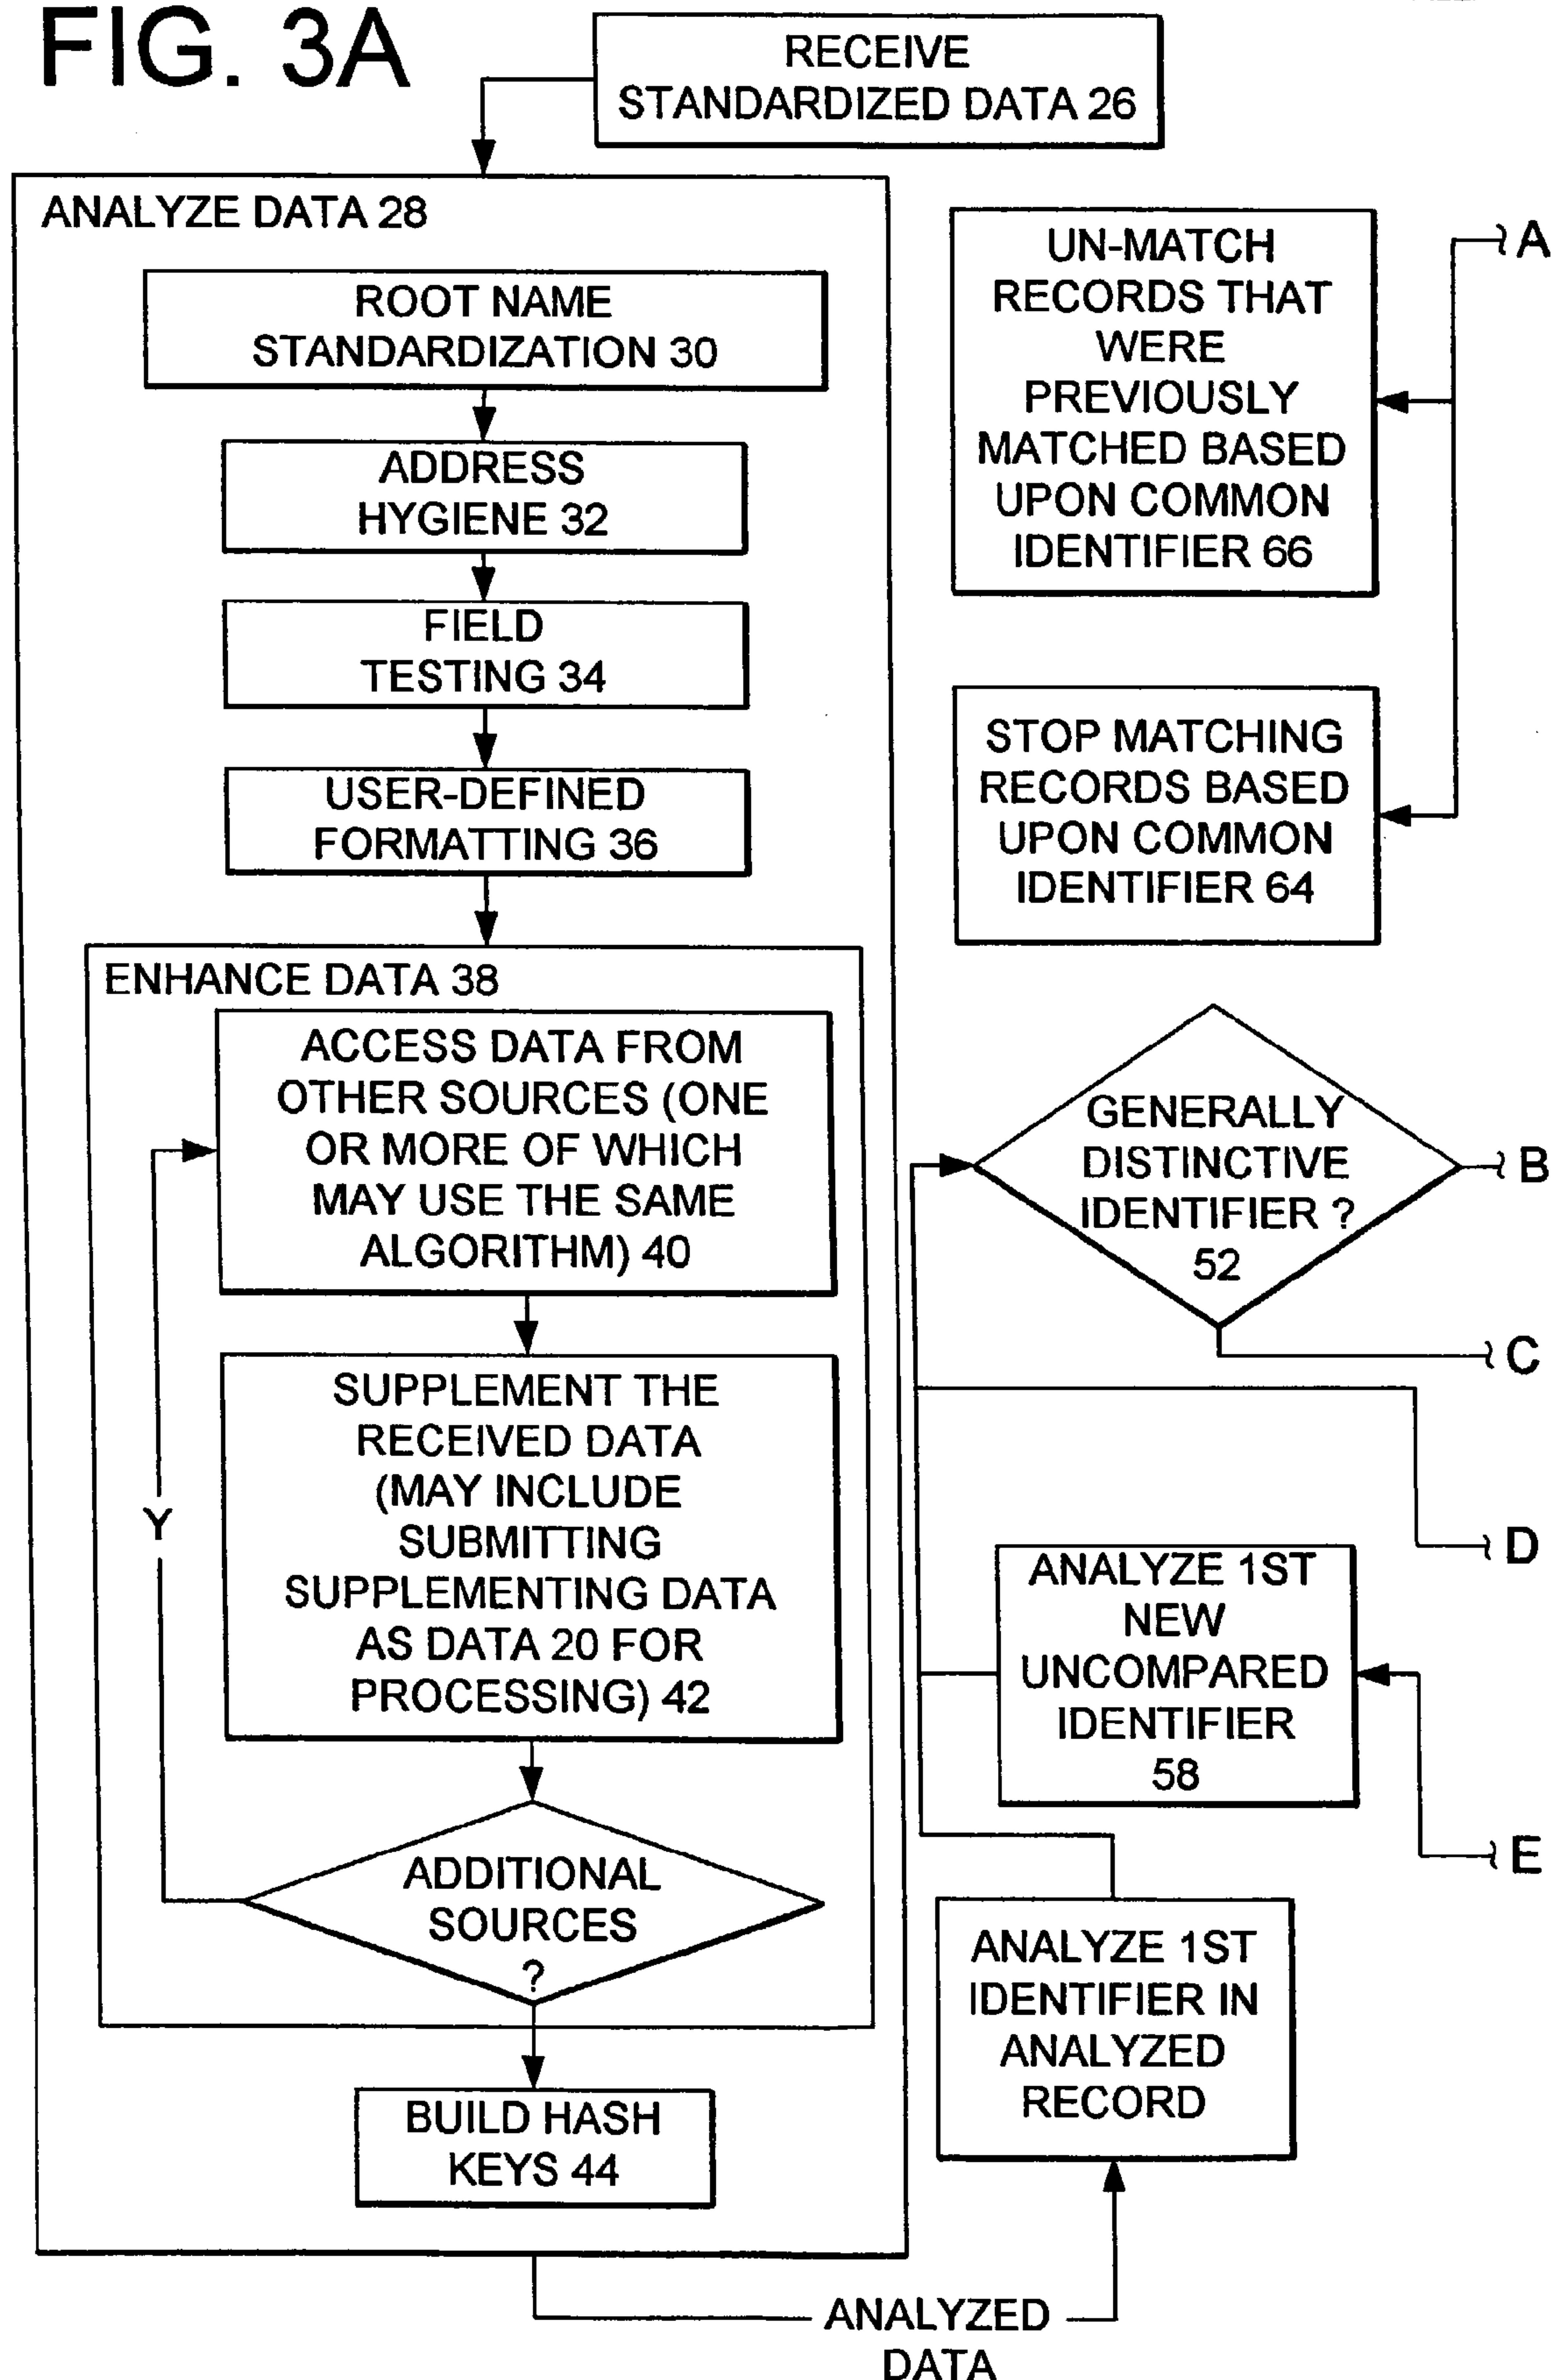 FIG. 3A
RECEIVE
STANDARDIZED DATA 26
ANALYZE DATA 28
ROOT NAME
STANDARDIZATION 30
ADDRESS
HYGIENE 32
FIELD
TESTING 34
USER-DEFINED
FORMATTING 36
ENHANCE DATA 38
ACCESS DATA FROM
OTHER SOURCES (ONE
OR MORE OF WHICH
MAY USE THE SAME
ALGORITHM) 40
SUPPLEMENT THE
RECEIVED DATA
(MAY INCLUDE
SUBMITTING
SUPPLEMENTING DATA
AS DATA 20 FOR
PROCESSING) 42
Y
ADDITIONAL
SOURCES
?
BUILD HASH
KEYS 44
UN-MATCH
RECORDS THAT
WERE
PREVIOUSLY
MATCHED BASED
UPON COMMON
IDENTIFIER 66
A
STOP MATCHING
RECORDS BASED
UPON COMMON
IDENTIFIER 64
GENERALLY
DISTINCTIVE
IDENTIFIER ?
52
B
C
D
ANALYZE 1ST
NEW
UNCOMPARED
IDENTIFIER
58
E
ANALYZE 1ST
IDENTIFIER IN
ANALYZED
RECORD
ANALYZED
DATA